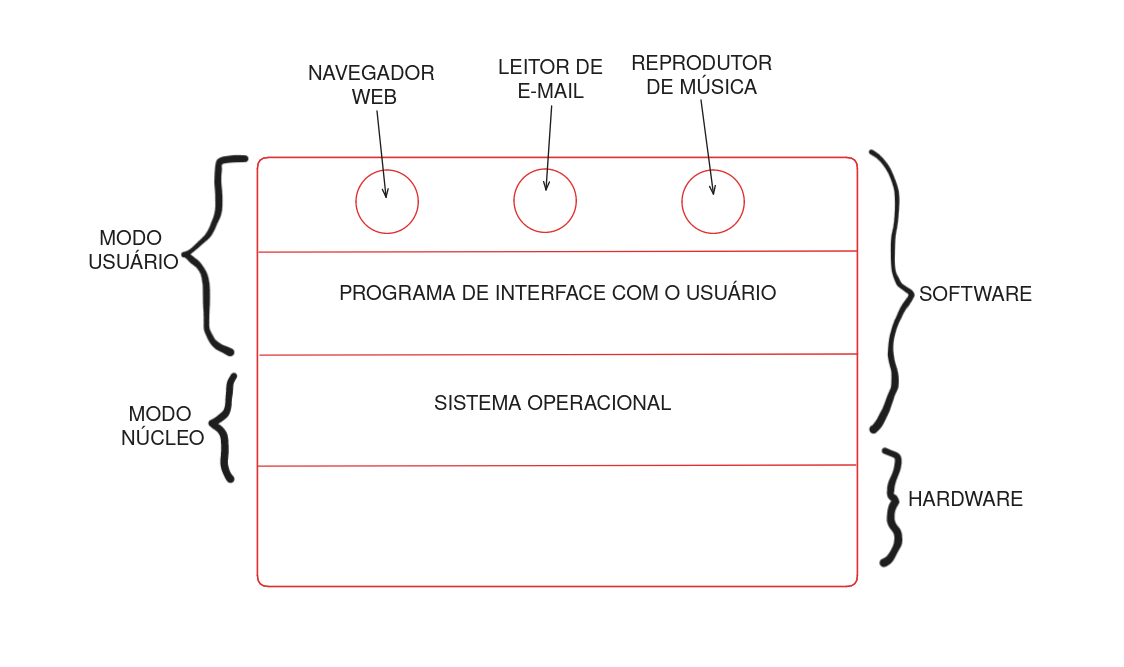 NAVEGADOR
WEB
LEITOR DE
E-MAIL
REPRODUTOR
DE MÚSICA
MODO
USUÁRIO
PROGRAMA DE INTERFACE COM O USUÁRIO
SOFTWARE
SISTEMA OPERACIONAL
MODO
NÚCLEO
HARDWARE